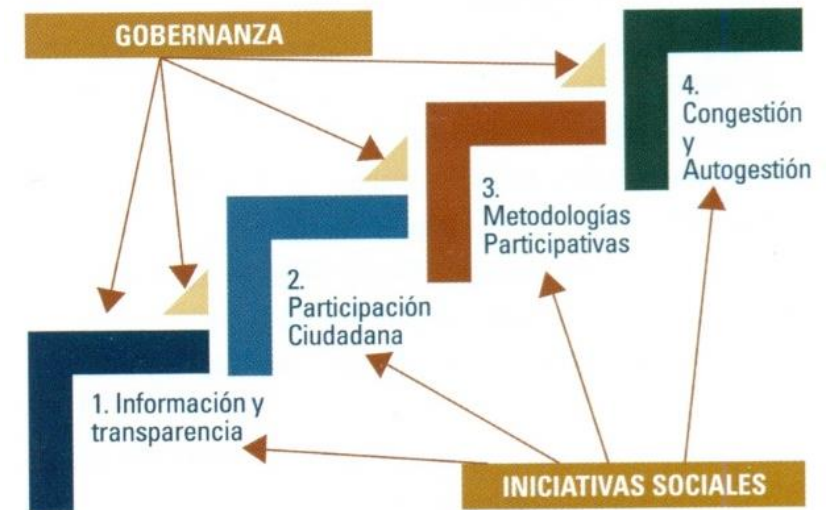 GOBERNANZA
4.
Congestión
y
Autogestión
3.
Metodologías
Participativas
2.
Participación
Ciudadana
1. Información y
transparencia
INICIATIVAS SOCIALES